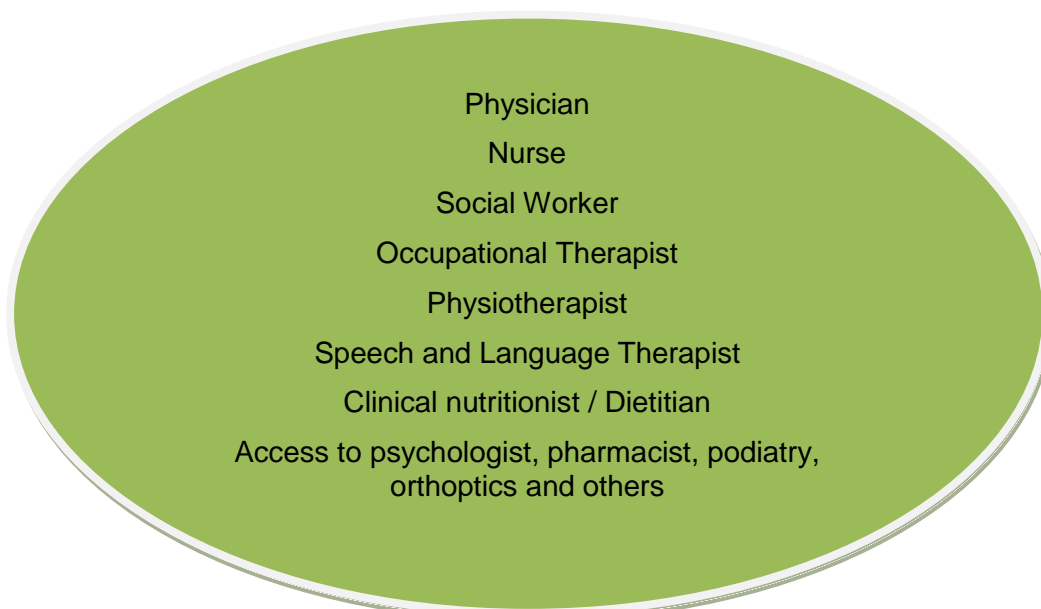 Physician
Nurse
Social Worker
Occupational Therapist
Physiotherapist
Speech and Language Therapist
Clinical nutritionist / Dietitian
Access to psychologist, pharmacist, podiatry,
orthoptics and others